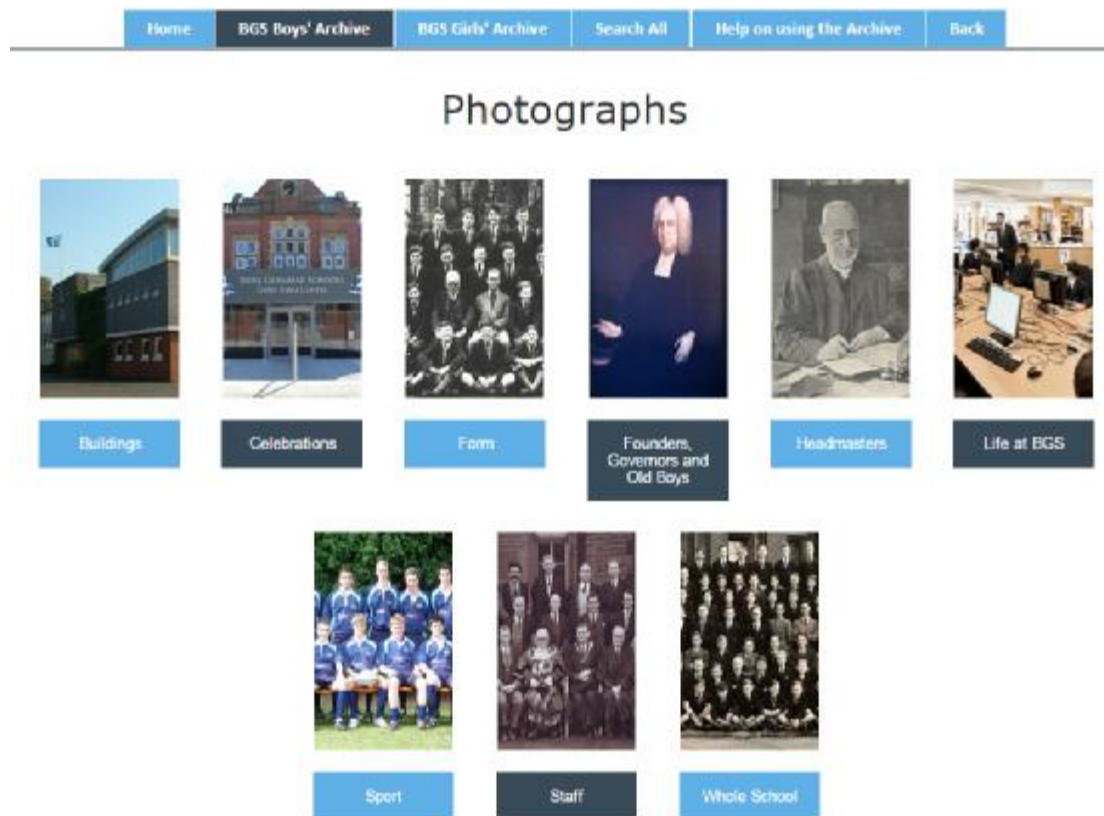 Home
BGS Boys' Archive
BGS Girls' Archive
Search All
Help on using the Archive
Back
Photographs
Buildings
Celebrations
Form
Founders,
Governors and
Old Boys
Headmasters
Life at BGS
Sport
Staff
Whole School